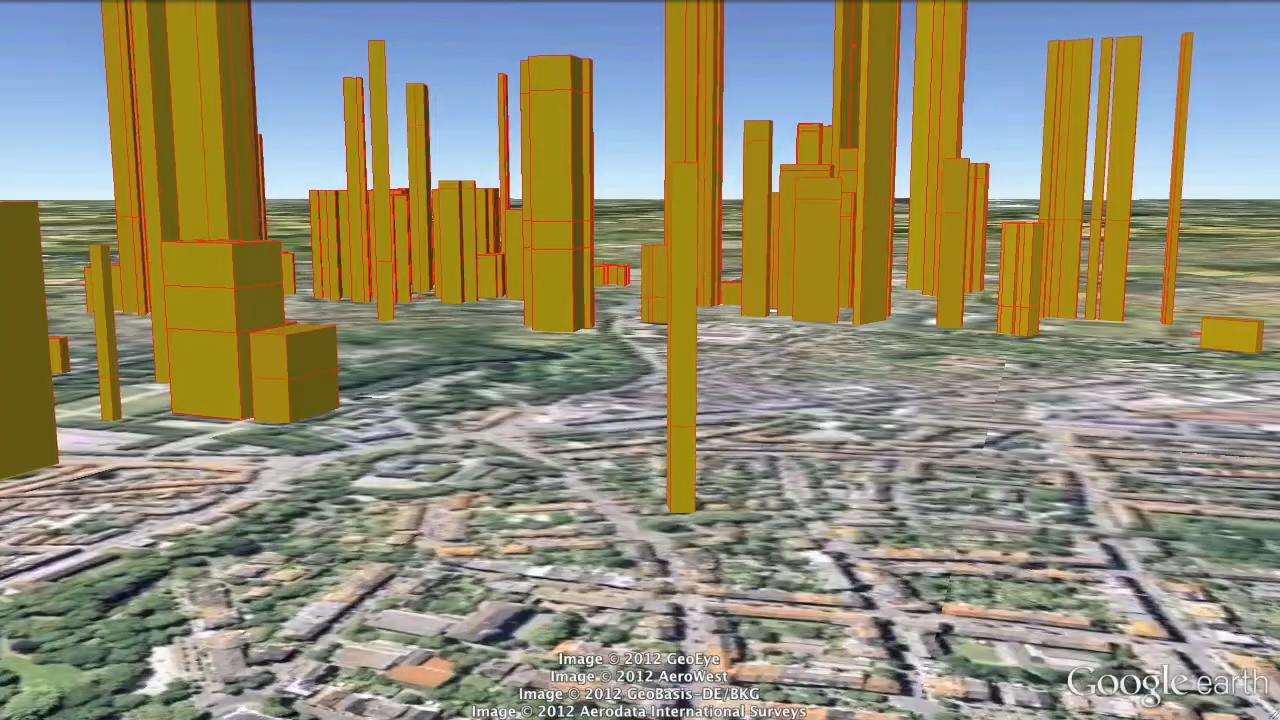 Image © 2012 GeoEye
Image © 2012 AeroWest
Image © 2012 GeoBasis-DE/BKG
Image © 2012 Aerodata International Surveys
Google earth